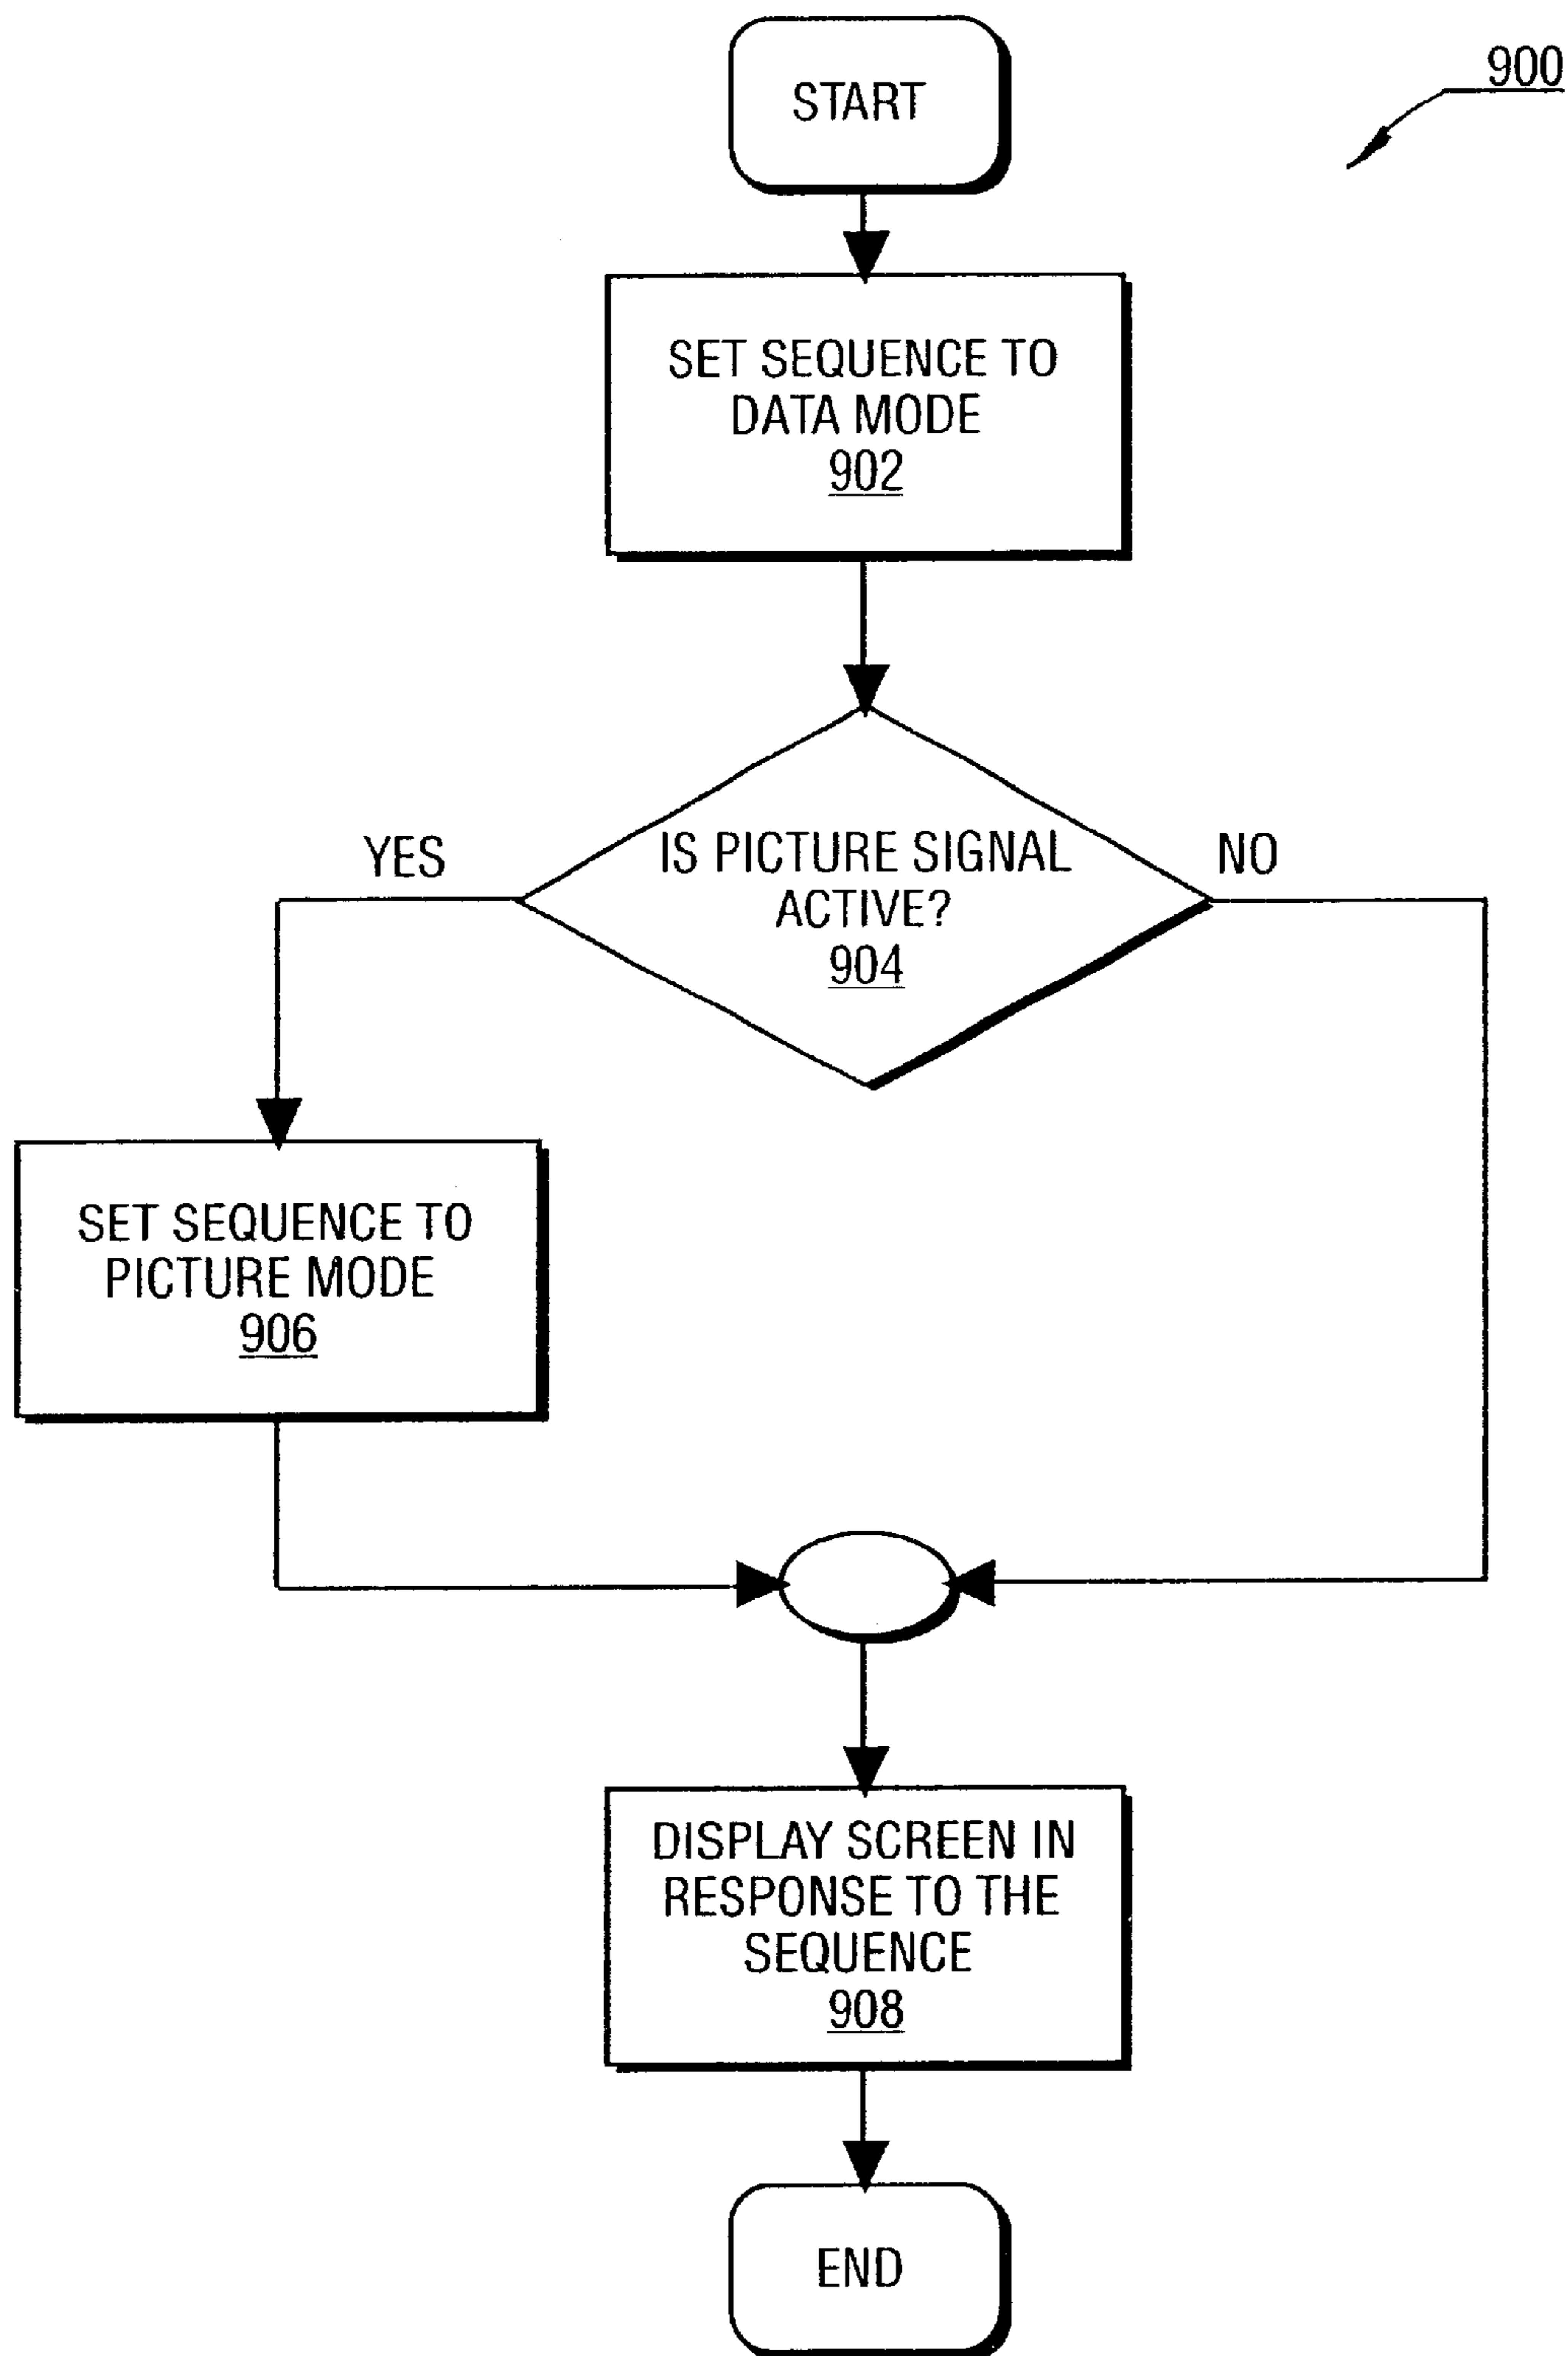 START
900
SET SEQUENCE TO
DATA MODE
902
YES
IS PICTURE SIGNAL
ACTIVE?
904
NO
SET SEQUENCE TO
PICTURE MODE
906
DISPLAY SCREEN IN
RESPONSE TO THE
SEQUENCE
908
END